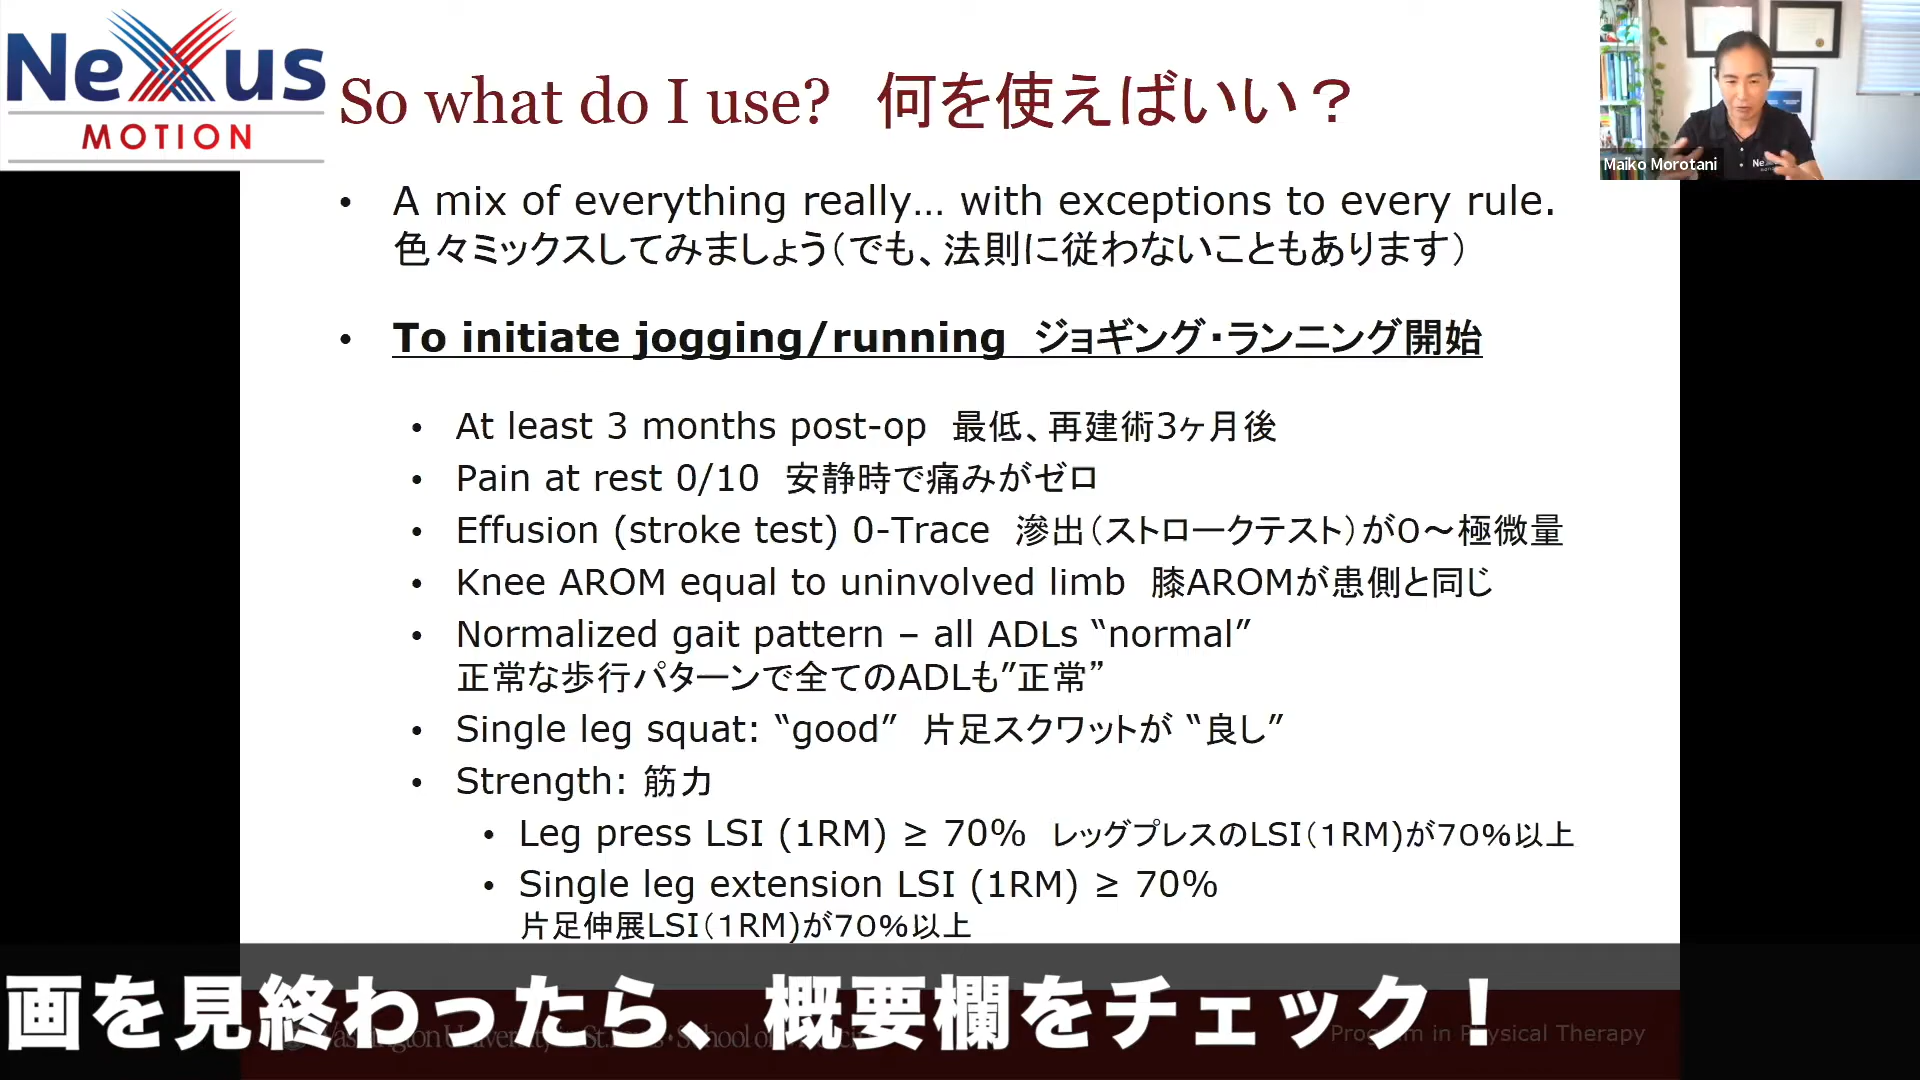 NeXus
MOTION
So what do I use? 何を使えばいい？
Maiko Morotani
• A mix of everything really... with exceptions to every rule.
色々ミックスしてみましょう（でも、法則に従わないこともあります）
• To initiate jogging/running ジョギング・ランニング開始
• At least 3 months post-op 最低、再建術3ヶ月後
• Pain at rest 0/10 安静時で痛みがゼロ
• Effusion (stroke test) 0-Trace 滲出（ストロークテスト）が０～極微量
• Knee AROM equal to uninvolved limb 膝AROMが患側と同じ
• Normalized gait pattern – all ADLs “normal”
正常な歩行パターンで全てのADLも”正常”
• Single leg squat: “good” 片足スクワットが “良し”
• Strength: 筋力
• Leg press LSI (1RM) ≥ 70% レッグプレスのLSI（１RM)が７０%以上
• Single leg extension LSI (1RM) ≥ 70%
片足伸展LSI（１RM)が７０%以上
画を見終わったら、概要欄をチェック！
Program in Physical Therapy